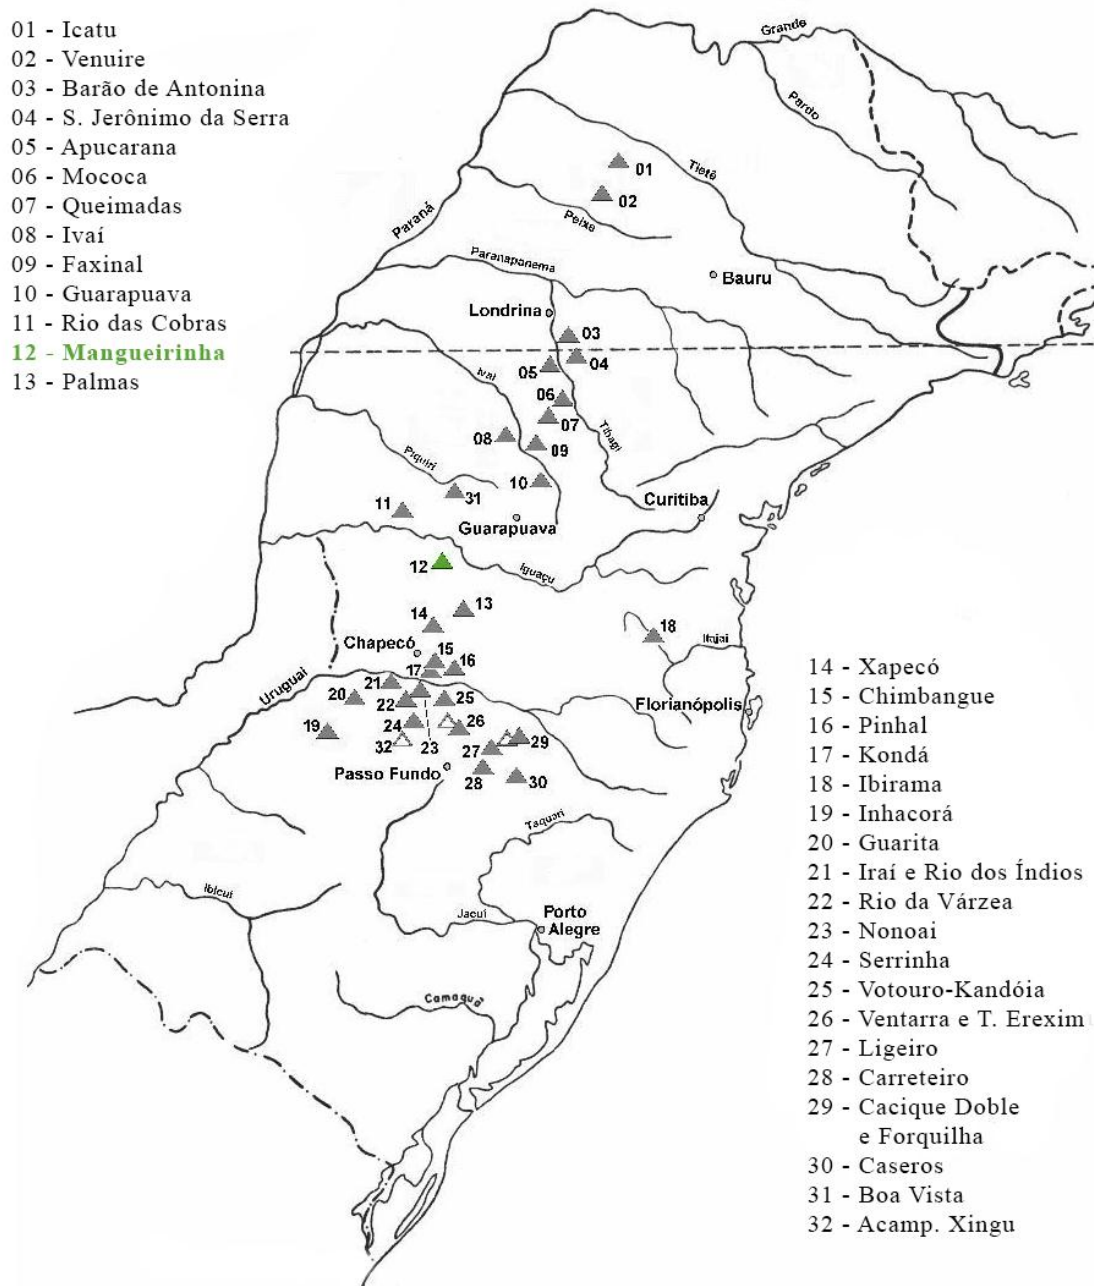 01 - Icatu
02 - Venuire
03 - Barão de Antonina
04 - S. Jerônimo da Serra
05 - Apucarana
06 - Mococa
07 - Queimadas
08 - Ivaí
09 - Faxinal
10 - Guarapuava
11 - Rio das Cobras
12 - Mangueirinha
13 - Palmas
Grande
Pardo
Tietê
01
02
Peixe
Paraná
Paranapanema
Bauru
Londrina
03
04
05
Ivaí
06
07
Tibagi
08
09
Piquiri
10
31
Curitiba
11
Guarapuava
12
Iguaçu
13
14
18
Itajaí
Chapecó
15
16
17
21
Uruguai
20
22
25
Florianópolis
19
24
26
32
23
27
29
Passo Fundo
28
30
Taquari
Ibicuí
Jacuí
Porto
Alegre
Camaquã
14 - Xapecó
15 - Chimbangue
16 - Pinhal
17 - Kondá
18 - Ibirama
19 - Inhacorá
20 - Guarita
21 - Iraí e Rio dos Índios
22 - Rio da Várzea
23 - Nonoai
24 - Serrinha
25 - Votouro-Kandóia
26 - Ventarra e T. Erexim
27 - Ligeiro
28 - Carreteiro
29 - Cacique Doble
e Forquilha
30 - Caseros
31 - Boa Vista
32 - Acamp. Xingu